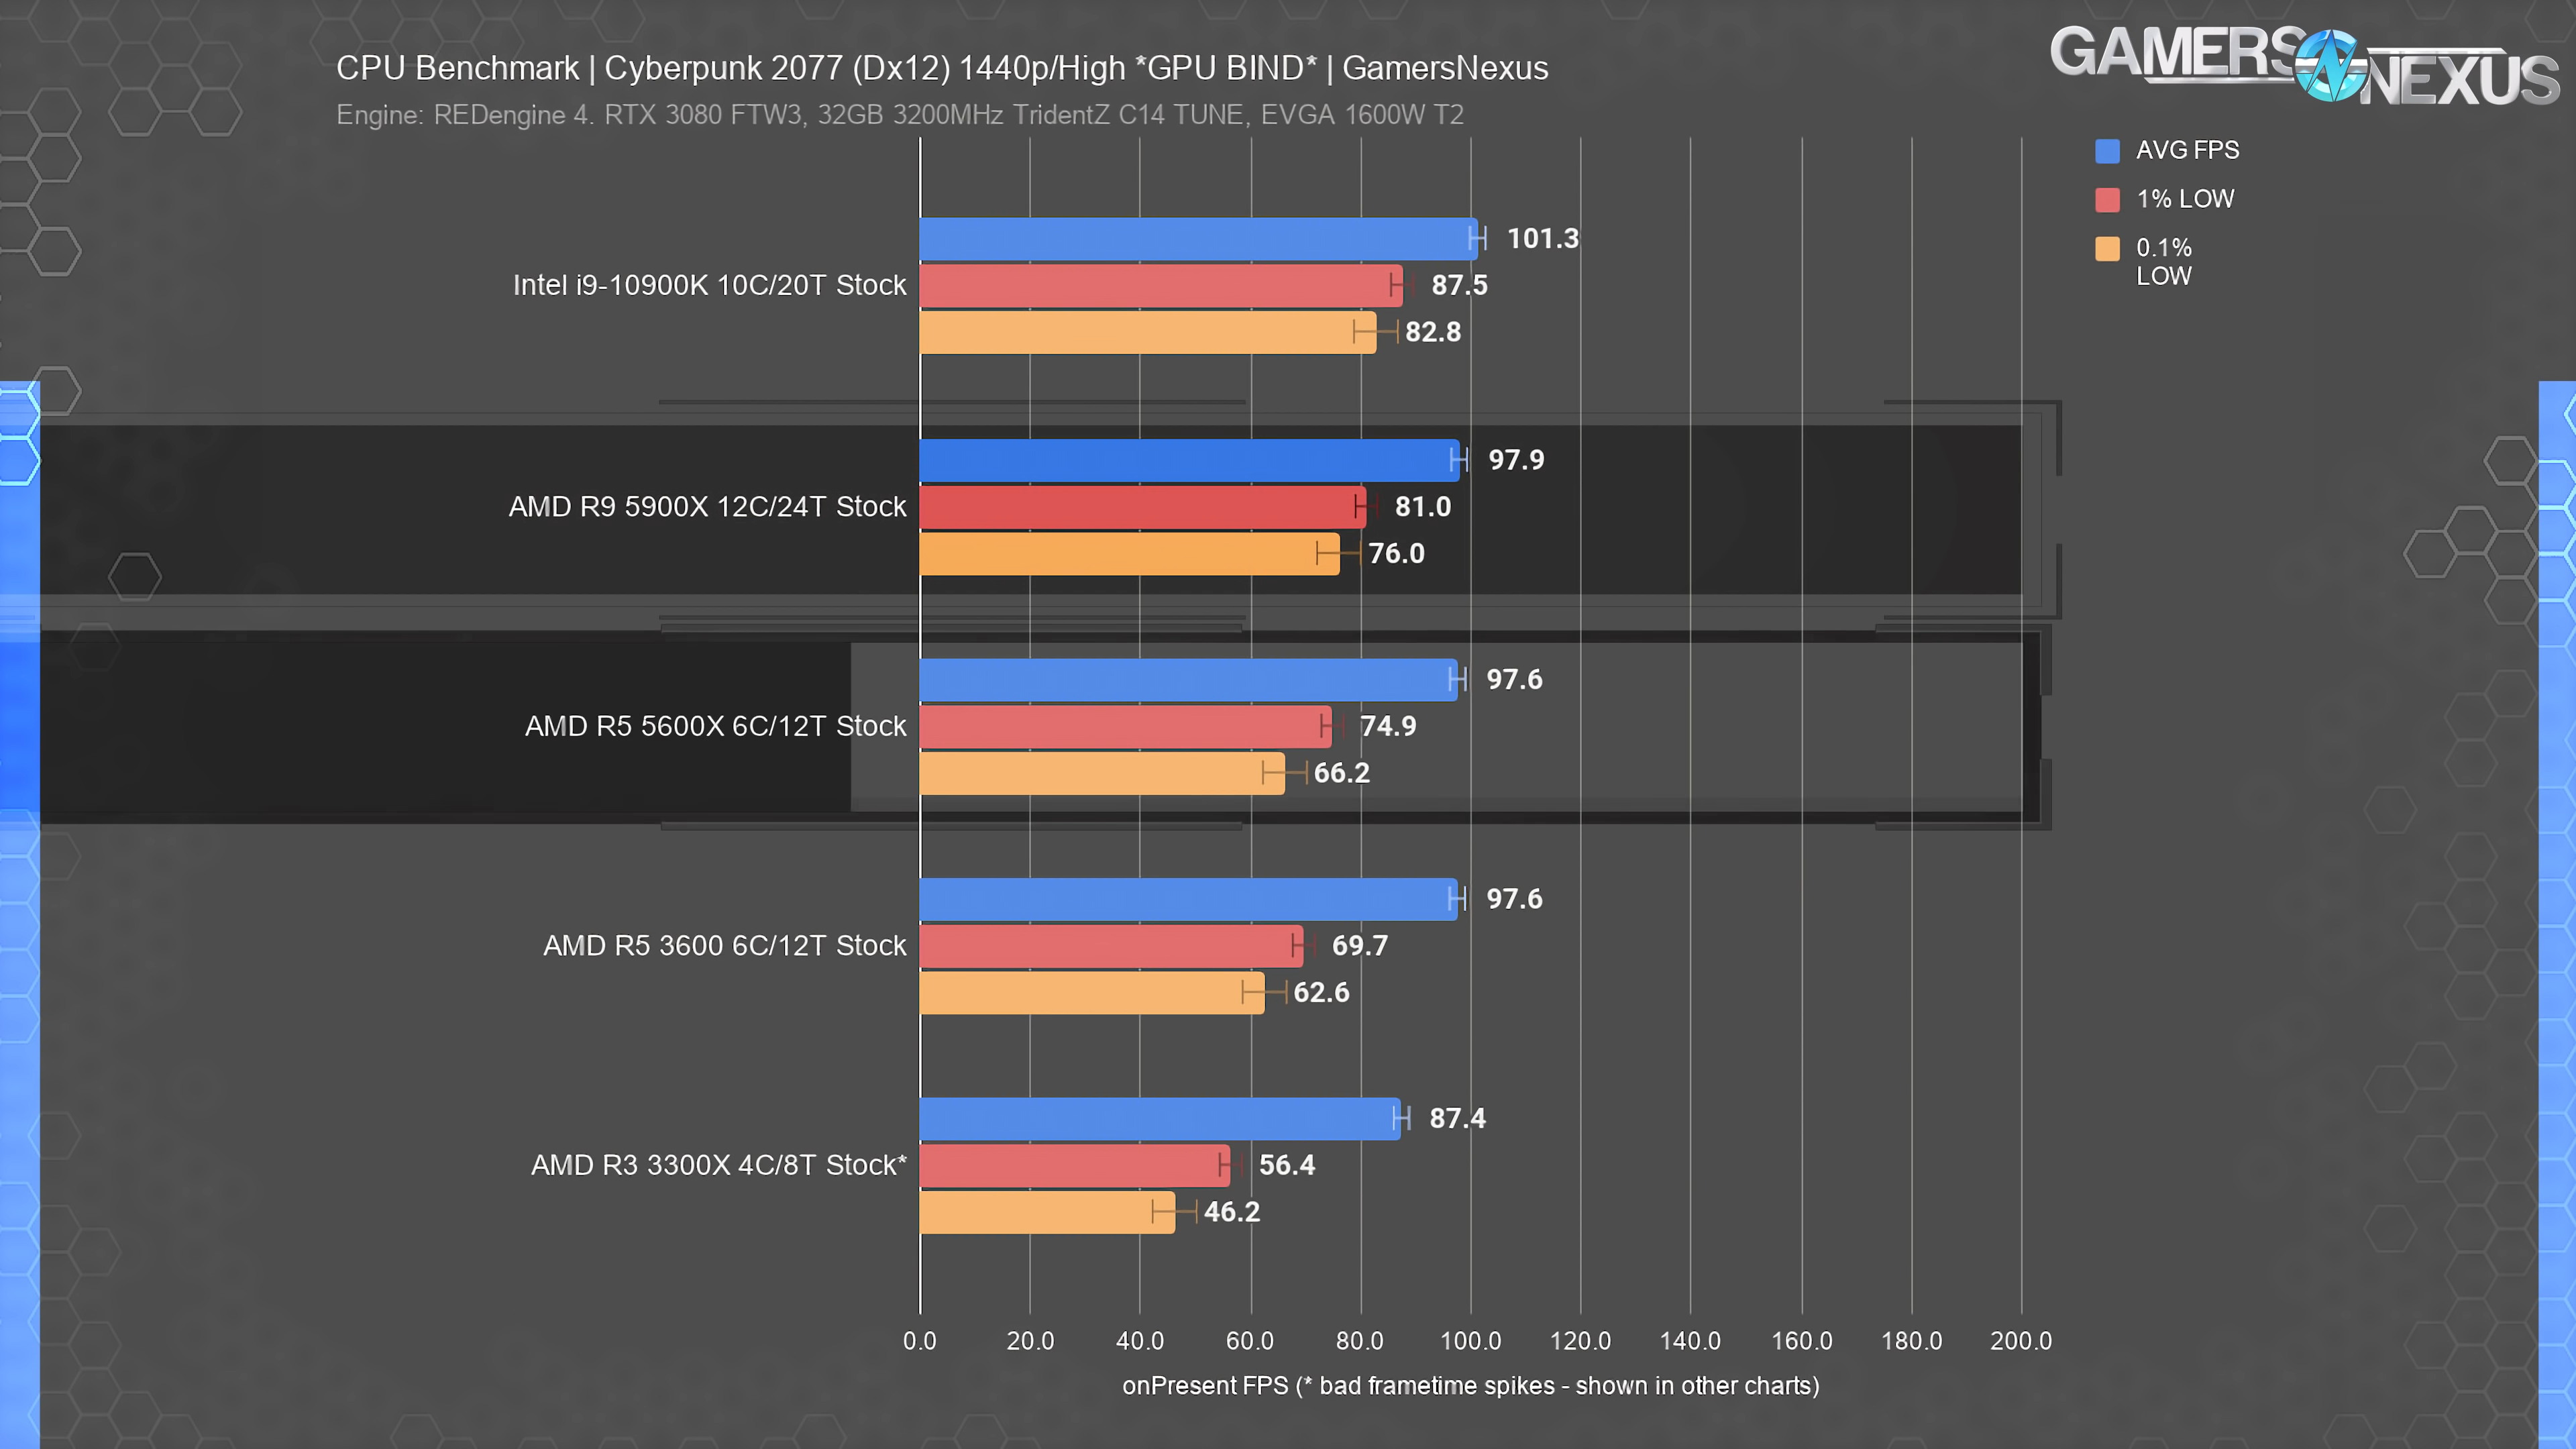 CPU Benchmark | Cyberpunk 2077 (Dx12) 1440p/High *GPU BIND* | GamersNexus
GAMERS NEXUS
Engine: REDengine 4. RTX 3080 FTW3, 32GB 3200MHz TridentZ C14 TUNE, EVGA 1600W T2
AVG FPS
1% LOW
0.1%
LOW
Intel i9-10900K 10C/20T Stock
101.3
87.5
82.8
AMD R9 5900X 12C/24T Stock
97.9
81.0
76.0
AMD R5 5600X 6C/12T Stock
97.6
74.9
66.2
AMD R5 3600 6C/12T Stock
97.6
69.7
62.6
AMD R3 3300X 4C/8T Stock*
87.4
56.4
46.2
0.0 20.0 40.0 60.0 80.0 100.0 120.0 140.0 160.0 180.0 200.0
onPresent FPS (* bad frametime spikes - shown in other charts)